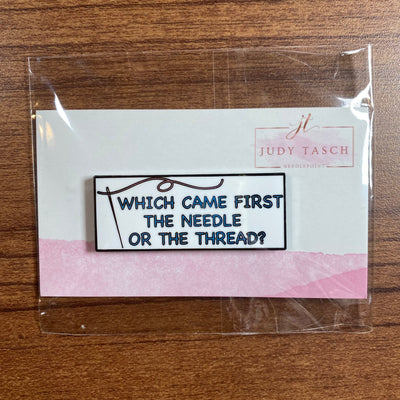 jt
JUDY TASCH
NEEDLEPOINT
WHICH CAME FIRST
THE NEEDLE
OR THE THREAD?